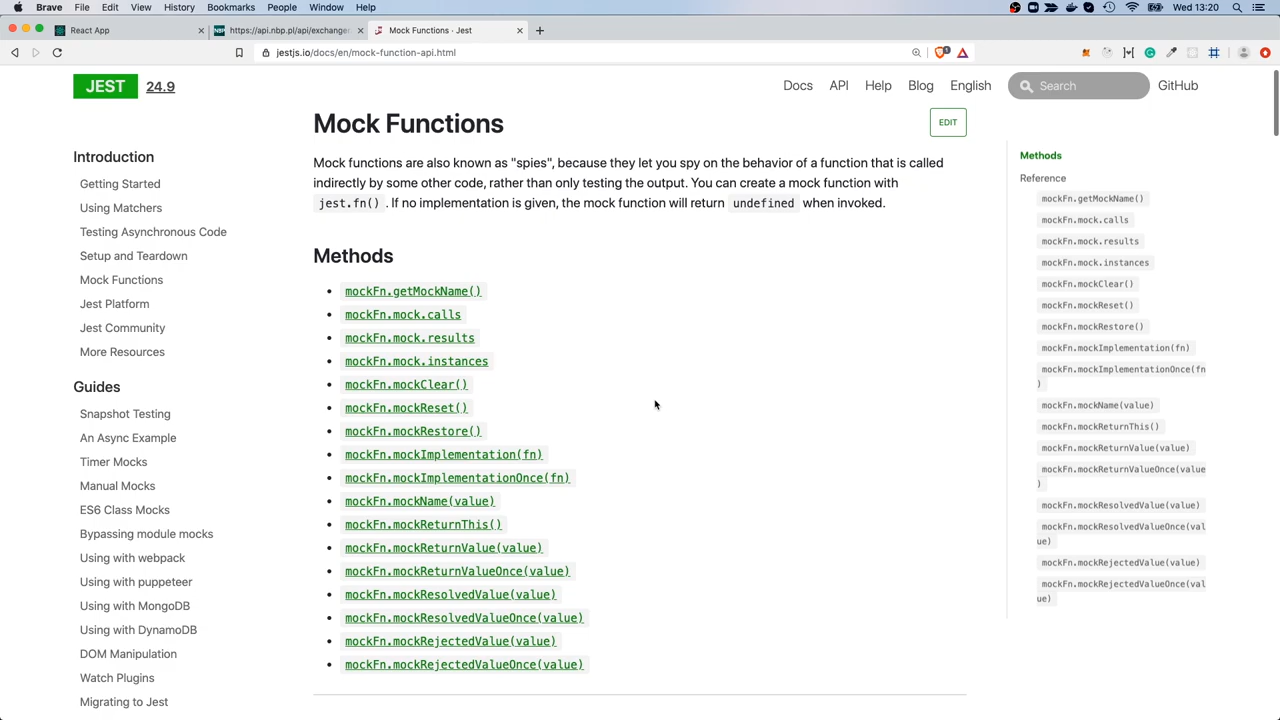 Brave File Edit View History Bookmarks People Window Help
Wed 13:20
React App
https://api.nbp.pl/api/exchange
Mock Functions · Jest
jestjs.io/docs/en/mock-function-api.html
JEST 24.9
Docs API Help Blog English Search GitHub
Introduction
Getting Started
Using Matchers
Testing Asynchronous Code
Setup and Teardown
Mock Functions
Jest Platform
Jest Community
More Resources
Guides
Snapshot Testing
An Async Example
Timer Mocks
Manual Mocks
ES6 Class Mocks
Bypassing module mocks
Using with webpack
Using with puppeteer
Using with MongoDB
Using with DynamoDB
DOM Manipulation
Watch Plugins
Migrating to Jest
Mock Functions
EDIT
Mock functions are also known as "spies", because they let you spy on the behavior of a function that is called
indirectly by some other code, rather than only testing the output. You can create a mock function with
jest.fn() . If no implementation is given, the mock function will return undefined when invoked.
Methods
mockFn.getMockName()
mockFn.mock.calls
mockFn.mock.results
mockFn.mock.instances
mockFn.mockClear()
mockFn.mockReset()
mockFn.mockRestore()
mockFn.mockImplementation(fn)
mockFn.mockImplementationOnce(fn)
mockFn.mockName(value)
mockFn.mockReturnThis()
mockFn.mockReturnValue(value)
mockFn.mockReturnValueOnce(value)
mockFn.mockResolvedValue(value)
mockFn.mockResolvedValueOnce(value)
mockFn.mockRejectedValue(value)
mockFn.mockRejectedValueOnce(value)
Methods
Reference
mockFn.getMockName()
mockFn.mock.calls
mockFn.mock.results
mockFn.mock.instances
mockFn.mockClear()
mockFn.mockReset()
mockFn.mockRestore()
mockFn.mockImplementation(fn)
mockFn.mockImplementationOnce(fn
)
mockFn.mockName(value)
mockFn.mockReturnThis()
mockFn.mockReturnValue(value)
mockFn.mockReturnValueOnce(value
)
mockFn.mockResolvedValue(value)
mockFn.mockResolvedValueOnce(val
ue)
mockFn.mockRejectedValue(value)
mockFn.mockRejectedValueOnce(val
ue)